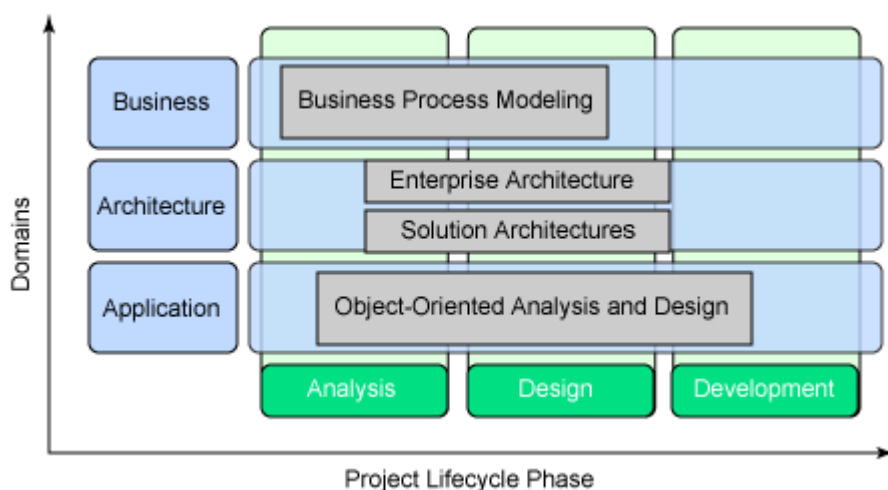 Business
Business Process Modeling
Architecture
Enterprise Architecture
Solution Architectures
Application
Object-Oriented Analysis and Design
Analysis
Design
Development
Domains
Project Lifecycle Phase